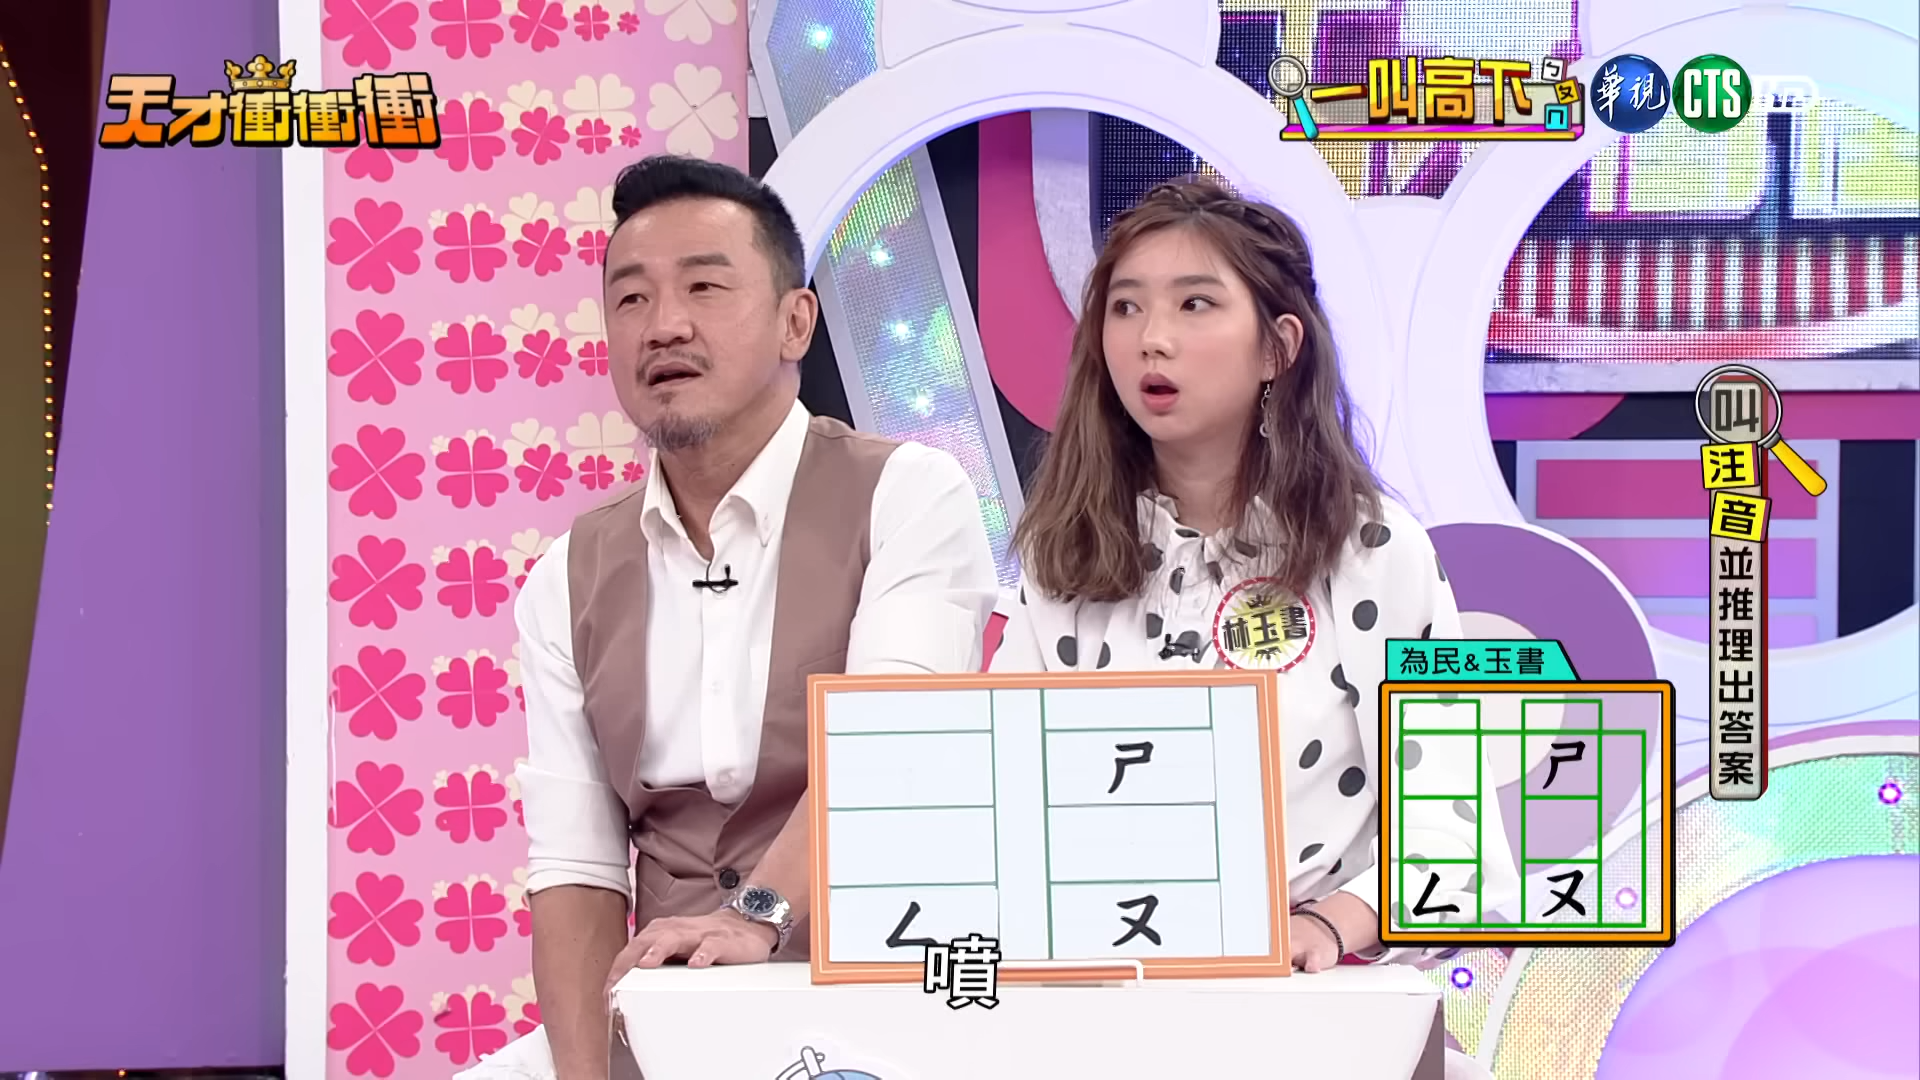 天才衝衝衝
一叫高下
ㄅㄆㄇ
華視
CTS
叫
注音並推理出答案
林玉書
為民&玉書
ㄕ
ㄥ ㄡ
ㄕ
ㄥ ㄡ
噴